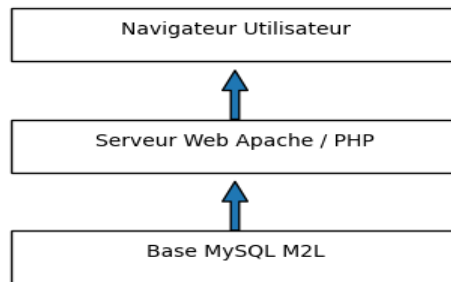 Navigateur Utilisateur
Serveur Web Apache / PHP
Base MySQL M2L